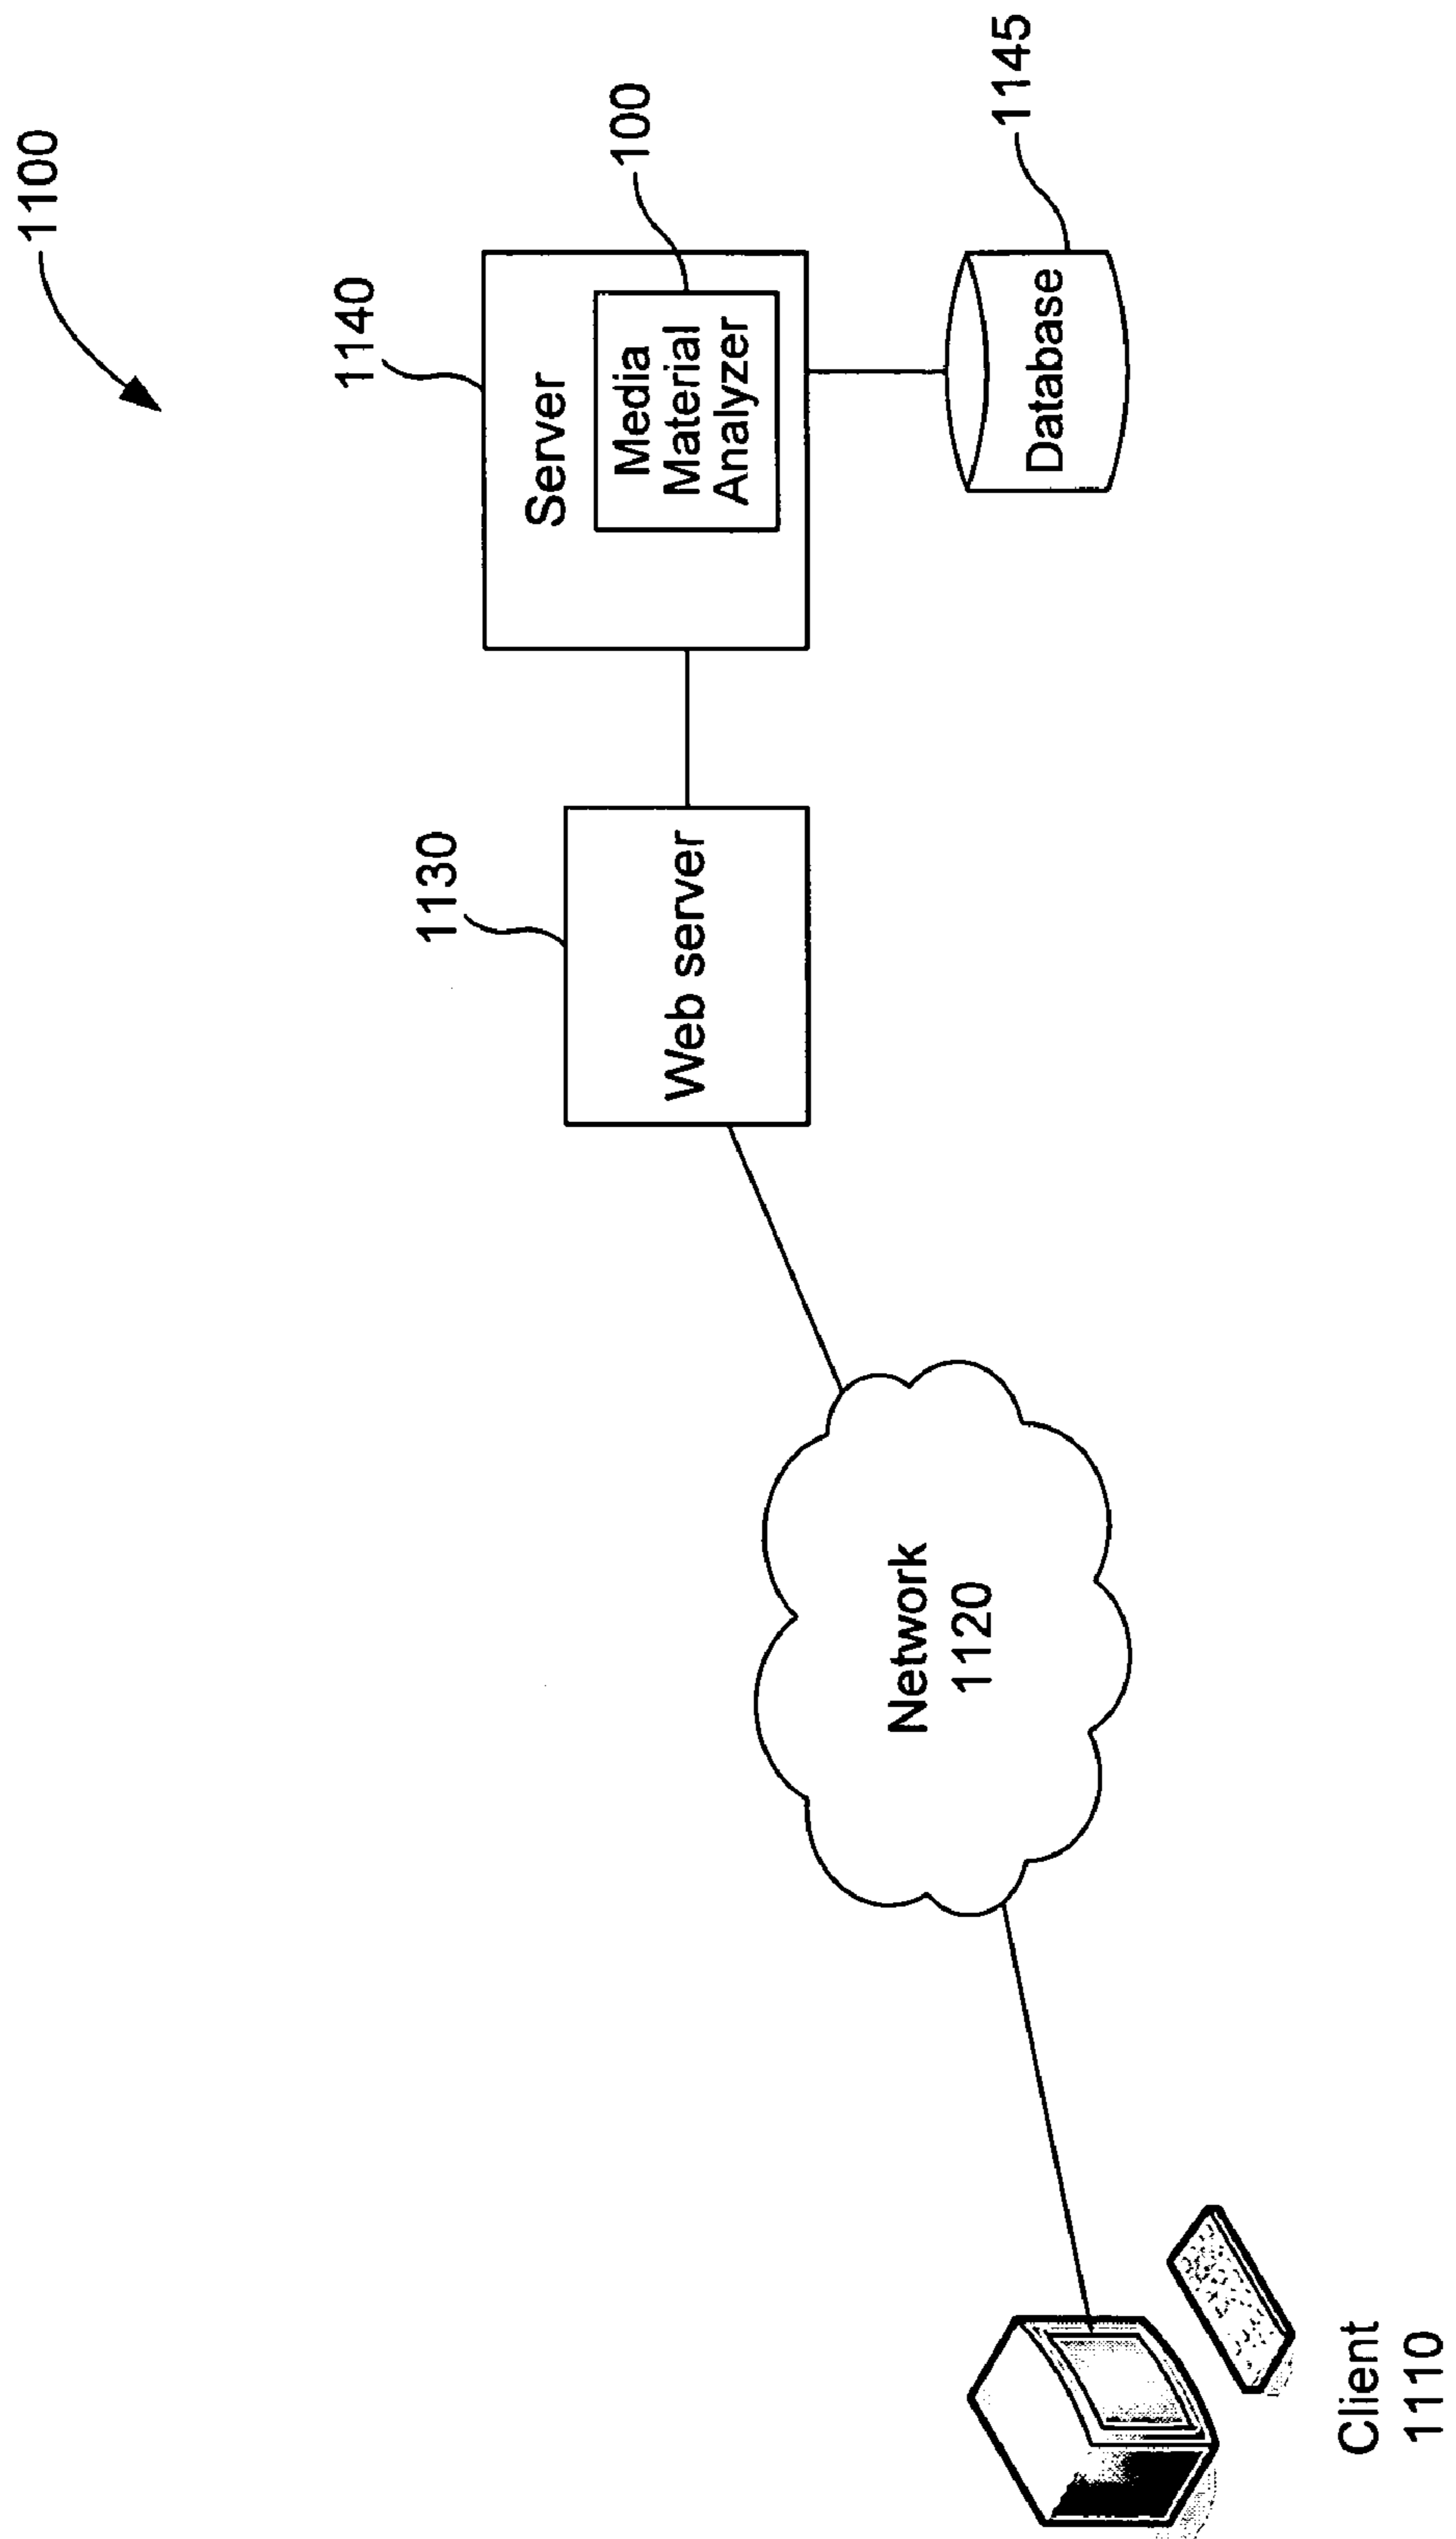 1100
1140
Server
100
Media
Material
Analyzer
1130
Web server
1145
Database
Network
1120
Client
1110